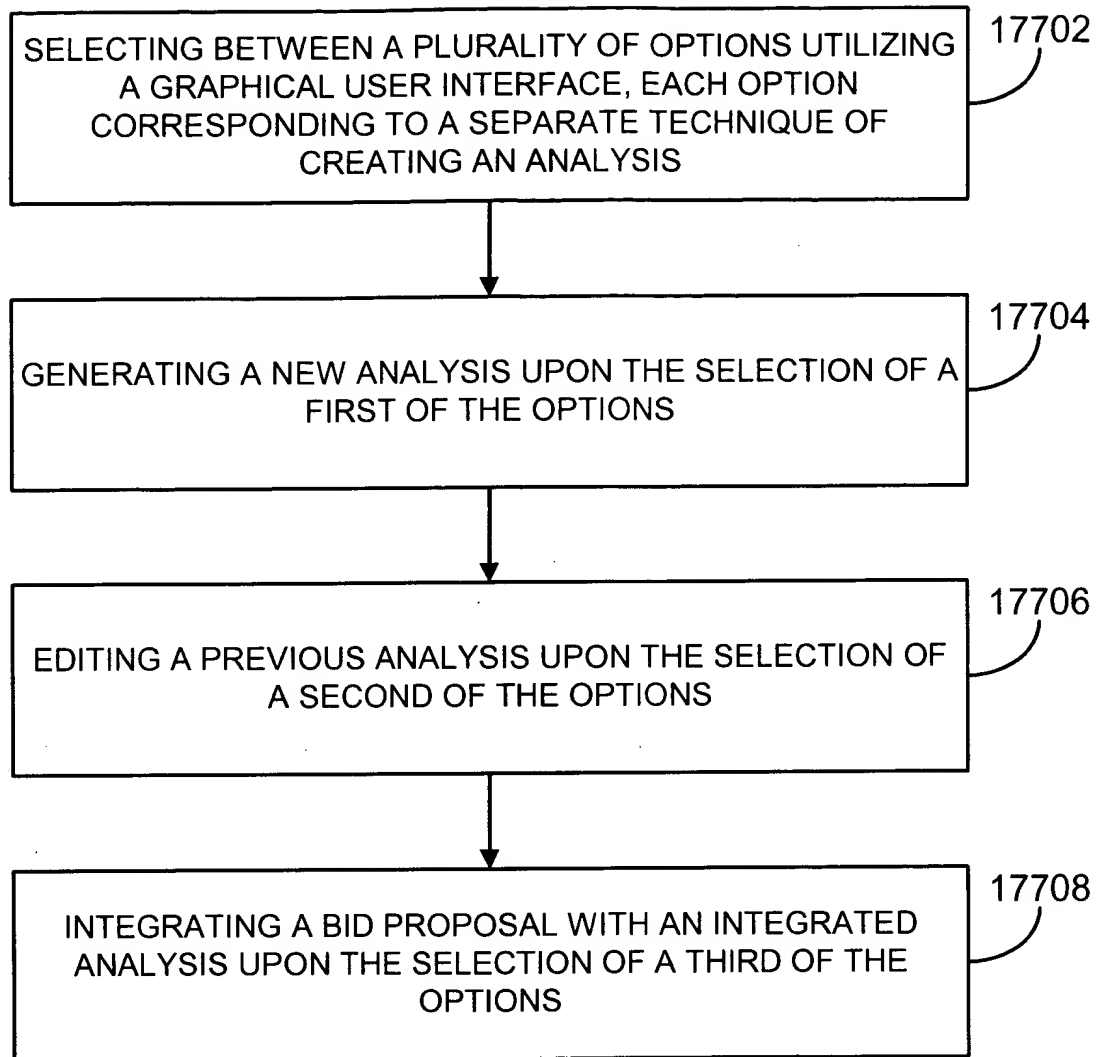 SELECTING BETWEEN A PLURALITY OF OPTIONS UTILIZING
A GRAPHICAL USER INTERFACE, EACH OPTION
CORRESPONDING TO A SEPARATE TECHNIQUE OF
CREATING AN ANALYSIS
17702
GENERATING A NEW ANALYSIS UPON THE SELECTION OF A
FIRST OF THE OPTIONS
17704
EDITING A PREVIOUS ANALYSIS UPON THE SELECTION OF
A SECOND OF THE OPTIONS
17706
INTEGRATING A BID PROPOSAL WITH AN INTEGRATED
ANALYSIS UPON THE SELECTION OF A THIRD OF THE
OPTIONS
17708